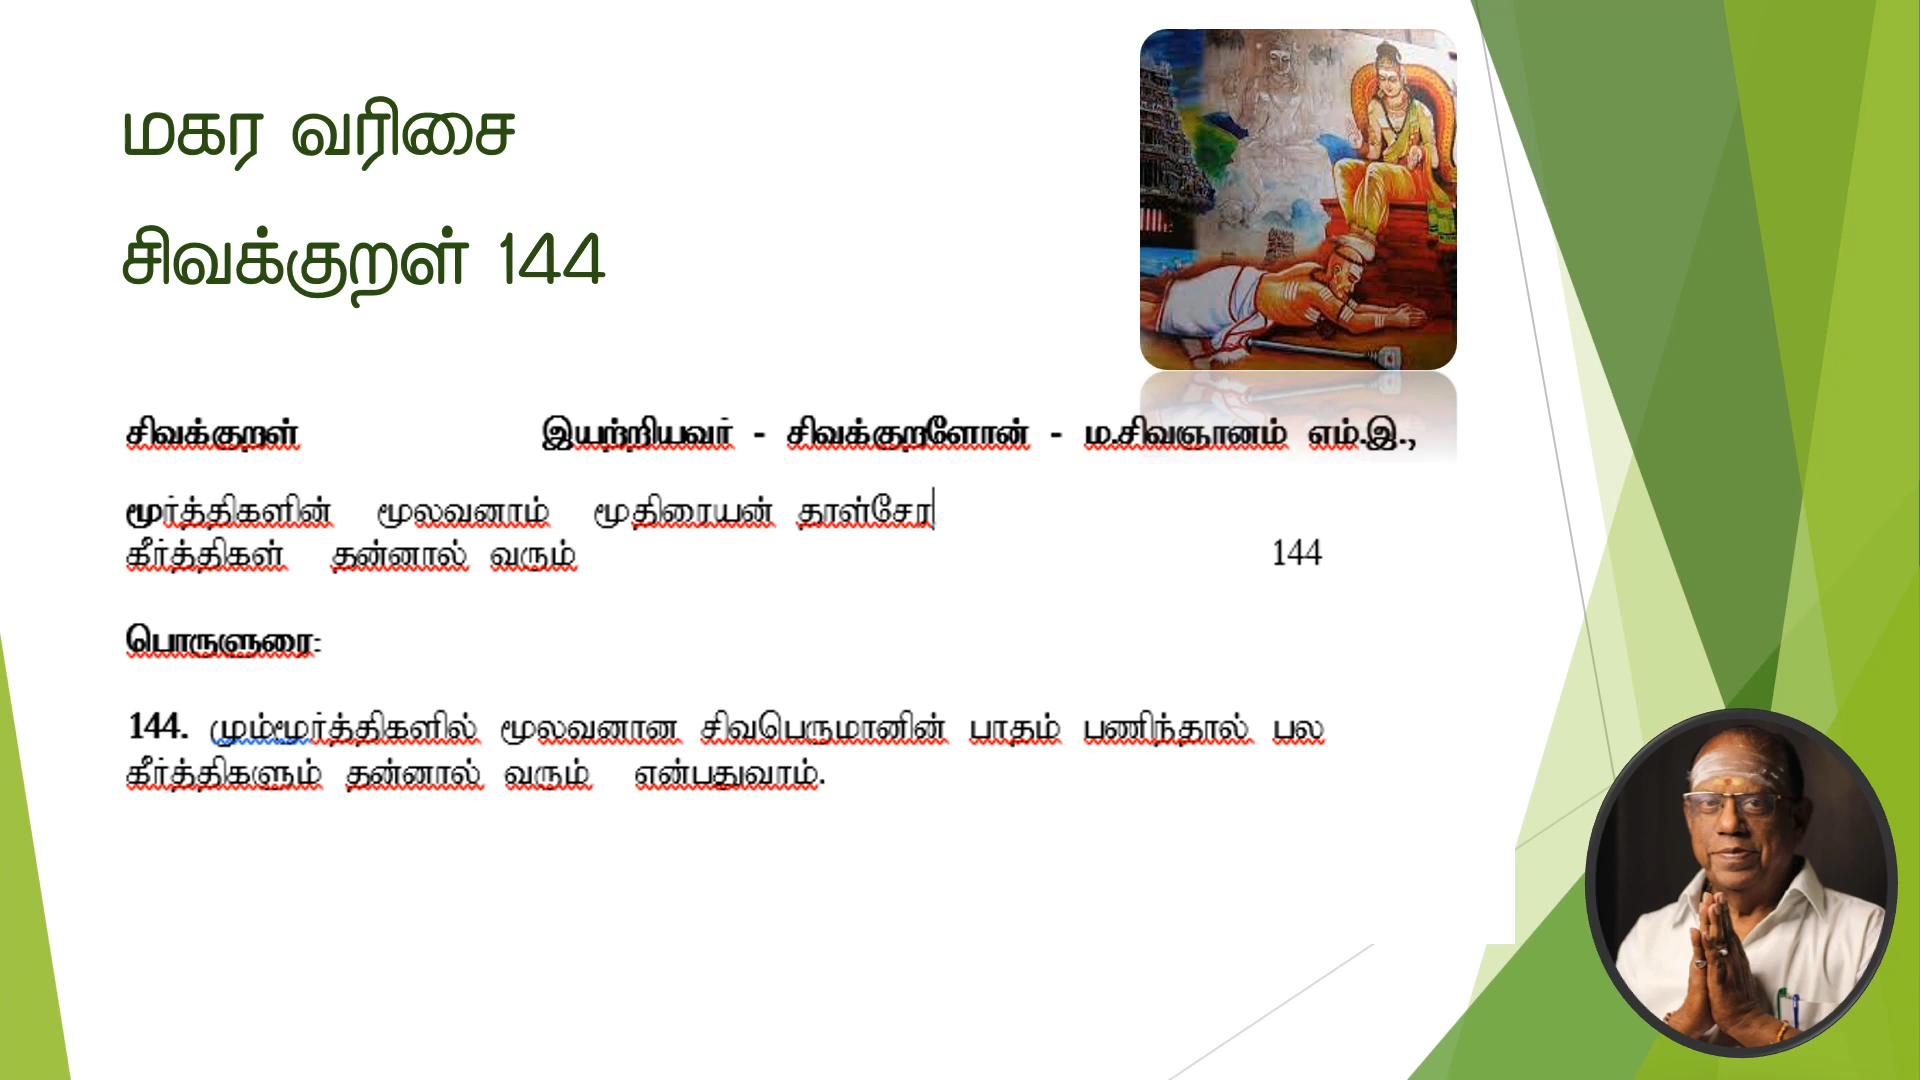 மகர வரிசை
சிவக்குறள் 144
சிவக்குறள் இயற்றியவர் - சிவக்குறளோன் - ம.சிவஞானம் எம்.இ.,
மூர்த்திகளின் மூலவனாம் மூதிரையன் தாள்சேர
கீர்த்திகள் தன்னால் வரும் 144
பொருளுரை:
144. மும்மூர்த்திகளில் மூலவனான சிவபெருமானின் பாதம் பணிந்தால் பல
கீர்த்திகளும் தன்னால் வரும் என்பதுவாம்.